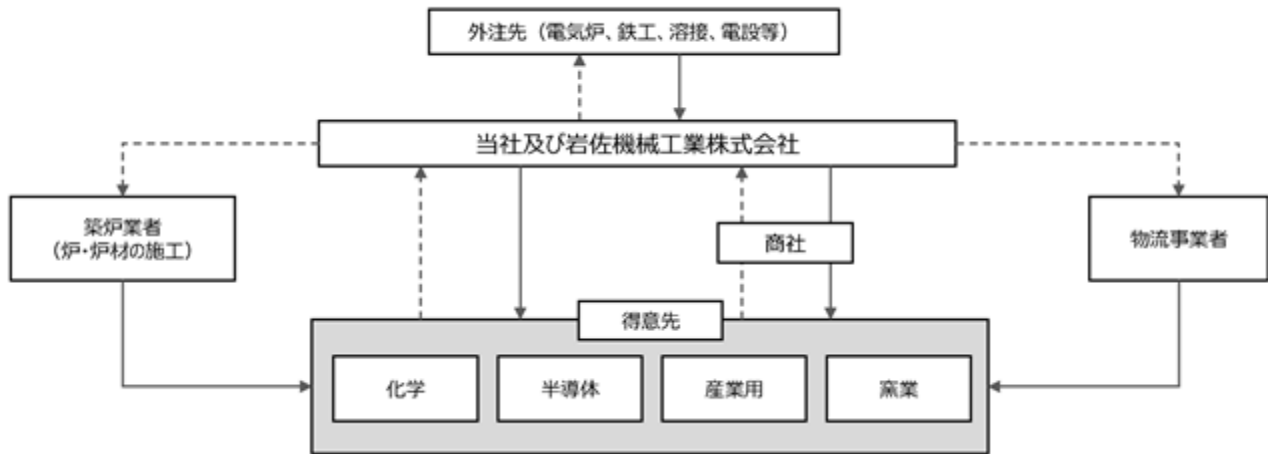 外注先（電気炉、鉄工、溶接、電設等）
当社及び岩佐機械工業株式会社
築炉業者
（炉・炉材の施工）
商社
物流事業者
得意先
化学
半導体
産業用
窯業